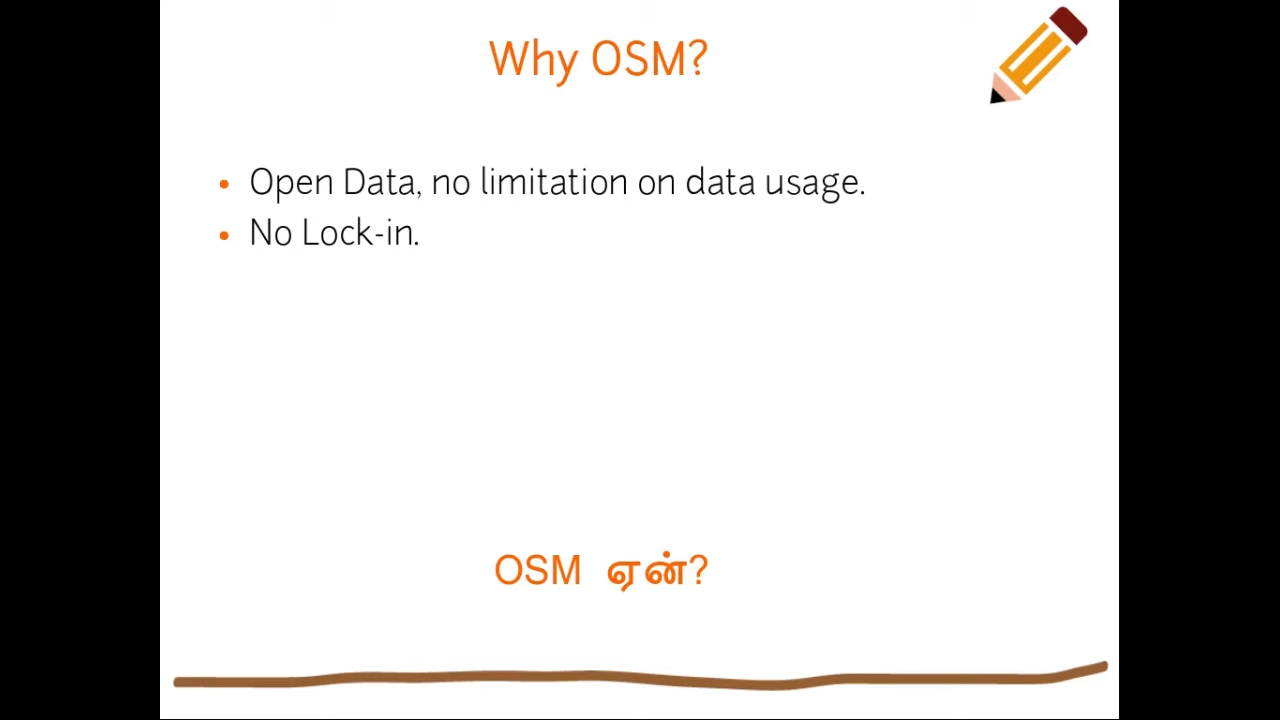 Why OSM?
• Open Data, no limitation on data usage.
• No Lock-in.
OSM ஏன்?